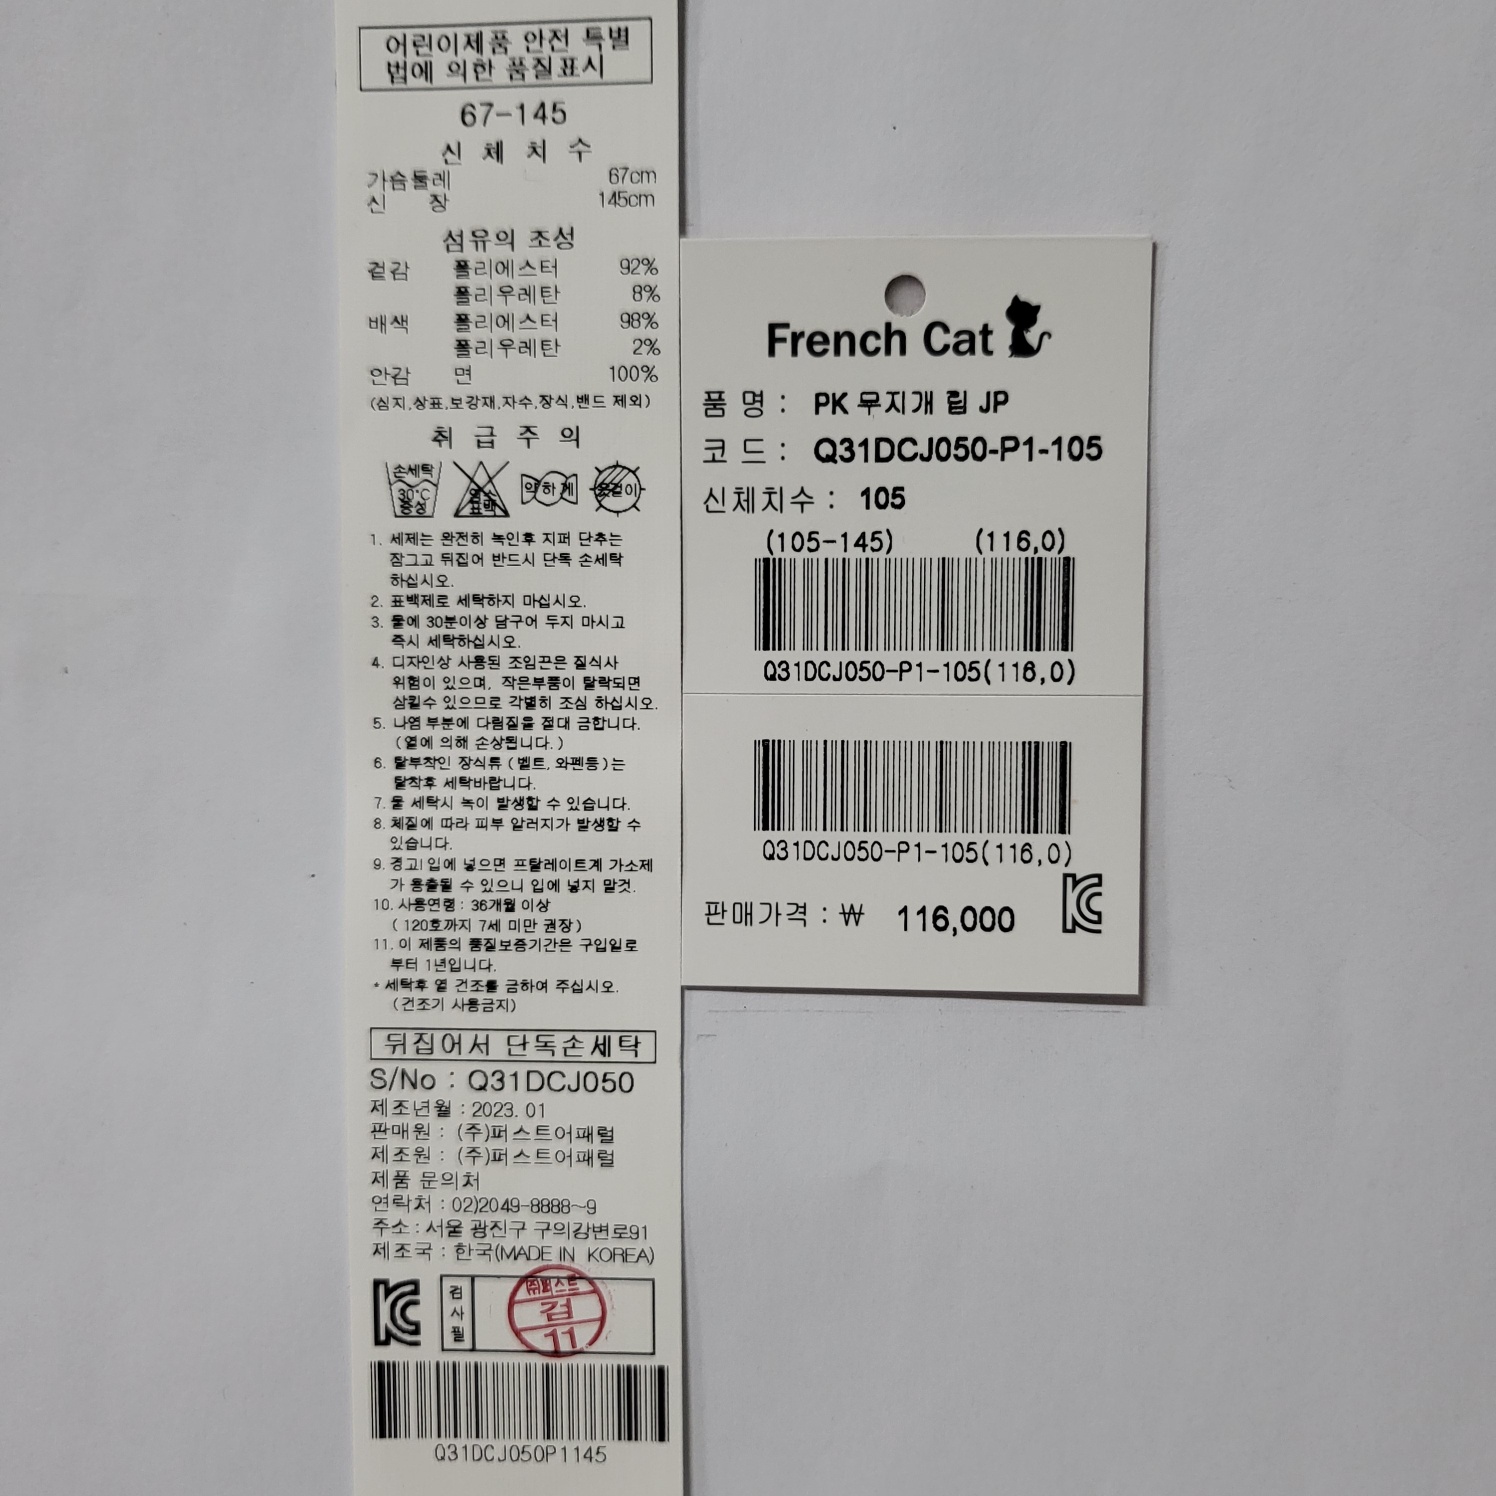 어린이제품 안전 특별
법에 의한 품질표시
67-145
신 체 치 수
가슴둘레 67cm
신 장 145cm
섬유의 조성
겉감 폴리에스터 92%
폴리우레탄 8%
배색 폴리에스터 98%
폴리우레탄 2%
안감 면 100%
(심지,상표,보강재,자수,장식,밴드 제외)
취 급 주 의
손세탁
30°C
중성
염소
표백
약하게
옷걸이
1. 세제는 완전히 녹인후 지퍼 단추는
잠그고 뒤집어 반드시 단독 손세탁
하십시오.
2. 표백제로 세탁하지 마십시오.
3. 물에 30분이상 담구어 두지 마시고
즉시 세탁하십시오.
4. 디자인상 사용된 조임끈은 질식사
위험이 있으며, 작은부품이 탈락되면
삼킬수 있으므로 각별히 조심 하십시오.
5. 나염 부분에 다림질을 절대 금합니다.
(열에 의해 손상됩니다.)
6. 탈부착인 장식류 (벨트, 와펜등)는
탈착후 세탁바랍니다.
7. 물 세탁시 녹이 발생할 수 있습니다.
8. 체질에 따라 피부 알러지가 발생할 수
있습니다.
9. 경고! 입에 넣으면 프탈레이트계 가소제
가 용출될 수 있으니 입에 넣지 말것.
10. 사용연령 : 36개월 이상
( 120호까지 7세 미만 권장)
11. 이 제품의 품질보증기간은 구입일로
부터 1년입니다.
* 세탁후 열 건조를 금하여 주십시오.
(건조기 사용금지)
뒤집어서 단독손세탁
S/No : Q31DCJ050
제조년월 : 2023. 01
판매원 : (주)퍼스트어패럴
제조원 : (주)퍼스트어패럴
제품 문의처
연락처 : 02)2049-8888~9
주소 : 서울 광진구 구의강변로91
제조국 : 한국(MADE IN KOREA)
KC
검사필
㈜퍼스트
검
11
Q31DCJ050P1145
French Cat
품 명 : PK 무지개 립 JP
코 드 : Q31DCJ050-P1-105
신체치수 : 105
(105-145) (116,0)
Q31DCJ050-P1-105(116,0)
Q31DCJ050-P1-105(116,0)
판매가격 : ₩ 116,000
KC